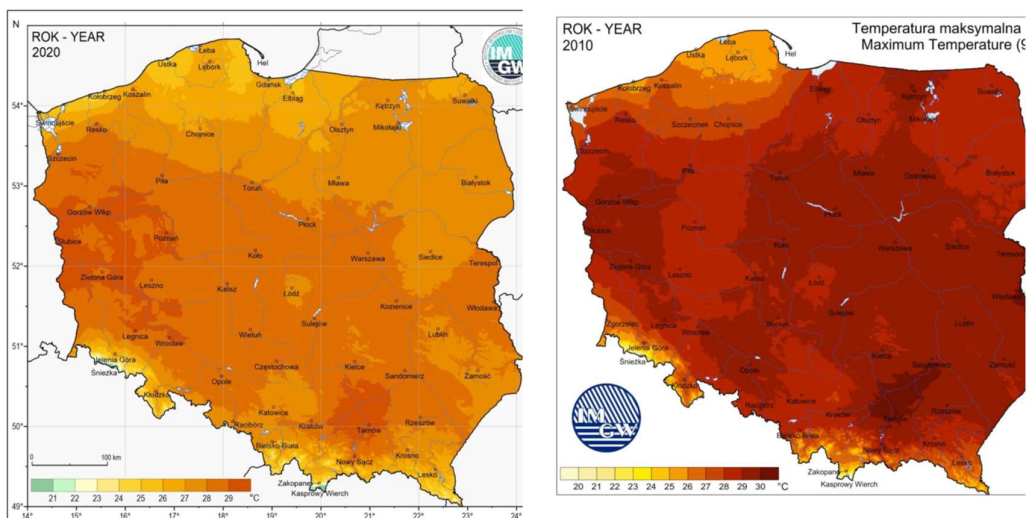 N
ROK - YEAR
2020
IM
GW
Łeba
Ustka
Lębork
Hel
Gdańsk
Kołobrzeg
Koszalin
Elbląg
Kętrzyn
Suwałki
54°
Świnoujście
Resko
Chojnice
Olsztyn
Mikołajki
Szczecin
Piła
Toruń
Mława
Białystok
53°
Gorzów Wlkp.
Płock
Słubice
Poznań
Koło
Warszawa
Siedlce
Terespol
52°
Zielona Góra
Leszno
Kalisz
Łódź
Kozienice
Włodawa
Sulejów
Legnica
Wrocław
Wieluń
Lublin
51°
Jelenia Góra
Śnieżka
Częstochowa
Kielce
Opole
Sandomierz
Zamość
Kłodzko
Katowice
Racibórz
Kraków
Tarnów
Rzeszów
50°
Bielsko-Biała
Nowy Sącz
Krosno
Lesko
0 100 km
Zakopane
Kasprowy Wierch
21 22 23 24 25 26 27 28 29 °C
49°
14° 15° 16° 17° 18° 19° 20° 21° 22° 23° 24°
ROK - YEAR
2010
Temperatura maksymalna
Maximum Temperature (9
Łeba
Ustka
Lębork
Hel
Kołobrzeg
Koszalin
Elbląg
Kętrzyn
Suwałki
Świnoujście
Resko
Szczecinek
Chojnice
Olsztyn
Mikołajki
Szczecin
Piła
Toruń
Mława
Ostrołęka
Białystok
Gorzów Wlkp.
Płock
Słubice
Poznań
Koło
Warszawa
Siedlce
Terespol
Zielona Góra
Leszno
Kalisz
Łódź
Włodawa
Sulejów
Zgorzelec
Legnica
Wrocław
Wieluń
Lublin
Jelenia Góra
Śnieżka
Opole
Kielce
Sandomierz
Zamość
Kłodzko
Racibórz
Katowice
Kraków
Tarnów
Rzeszów
Bielsko-Biała
Nowy Sącz
Krosno
Lesko
Zakopane
Kasprowy Wierch
IM
GW
20 21 22 23 24 25 26 27 28 29 30 °C